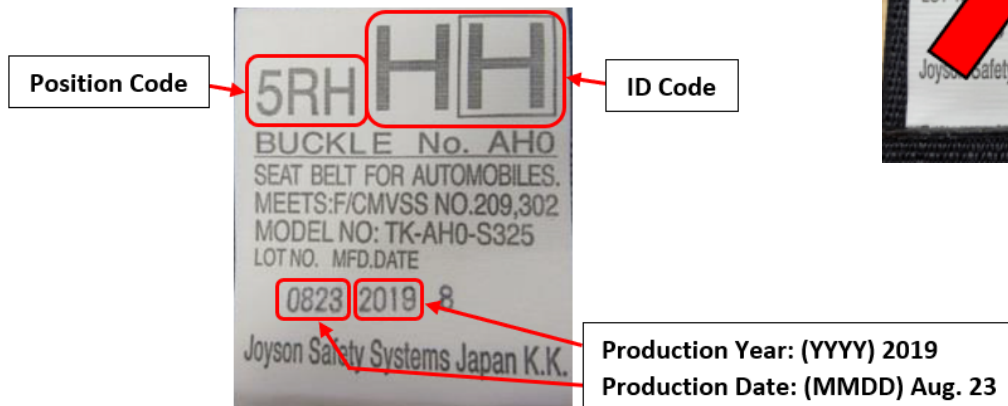 Position Code
5RH HH
ID Code
BUCKLE No. AH0
SEAT BELT FOR AUTOMOBILES.
MEETS:F/CMVSS NO.209,302
MODEL NO: TK-AH0-S325
LOT NO. MFD.DATE
0823 2019 8
Joyson Safety Systems Japan K.K.
Production Year: (YYYY) 2019
Production Date: (MMDD) Aug. 23
Joyson Safety